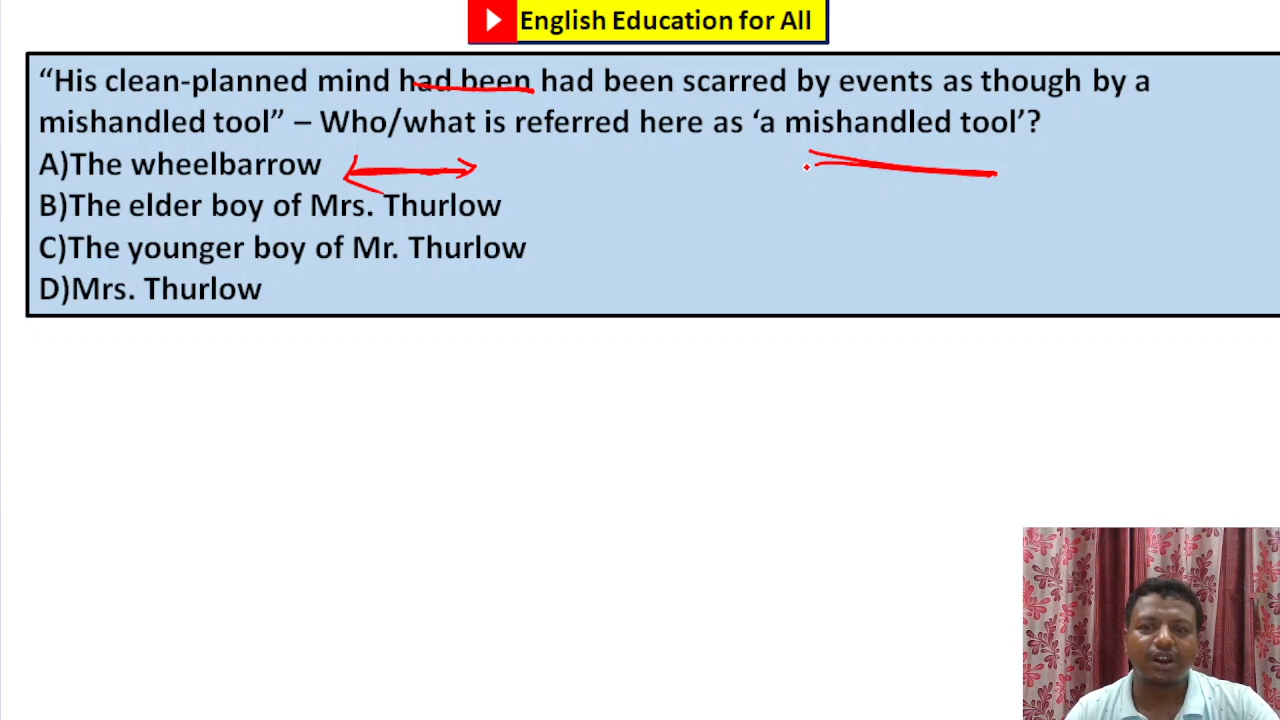 English Education for All
“His clean-planned mind had been had been scarred by events as though by a
mishandled tool” – Who/what is referred here as ‘a mishandled tool’?
A)The wheelbarrow
B)The elder boy of Mrs. Thurlow
C)The younger boy of Mr. Thurlow
D)Mrs. Thurlow